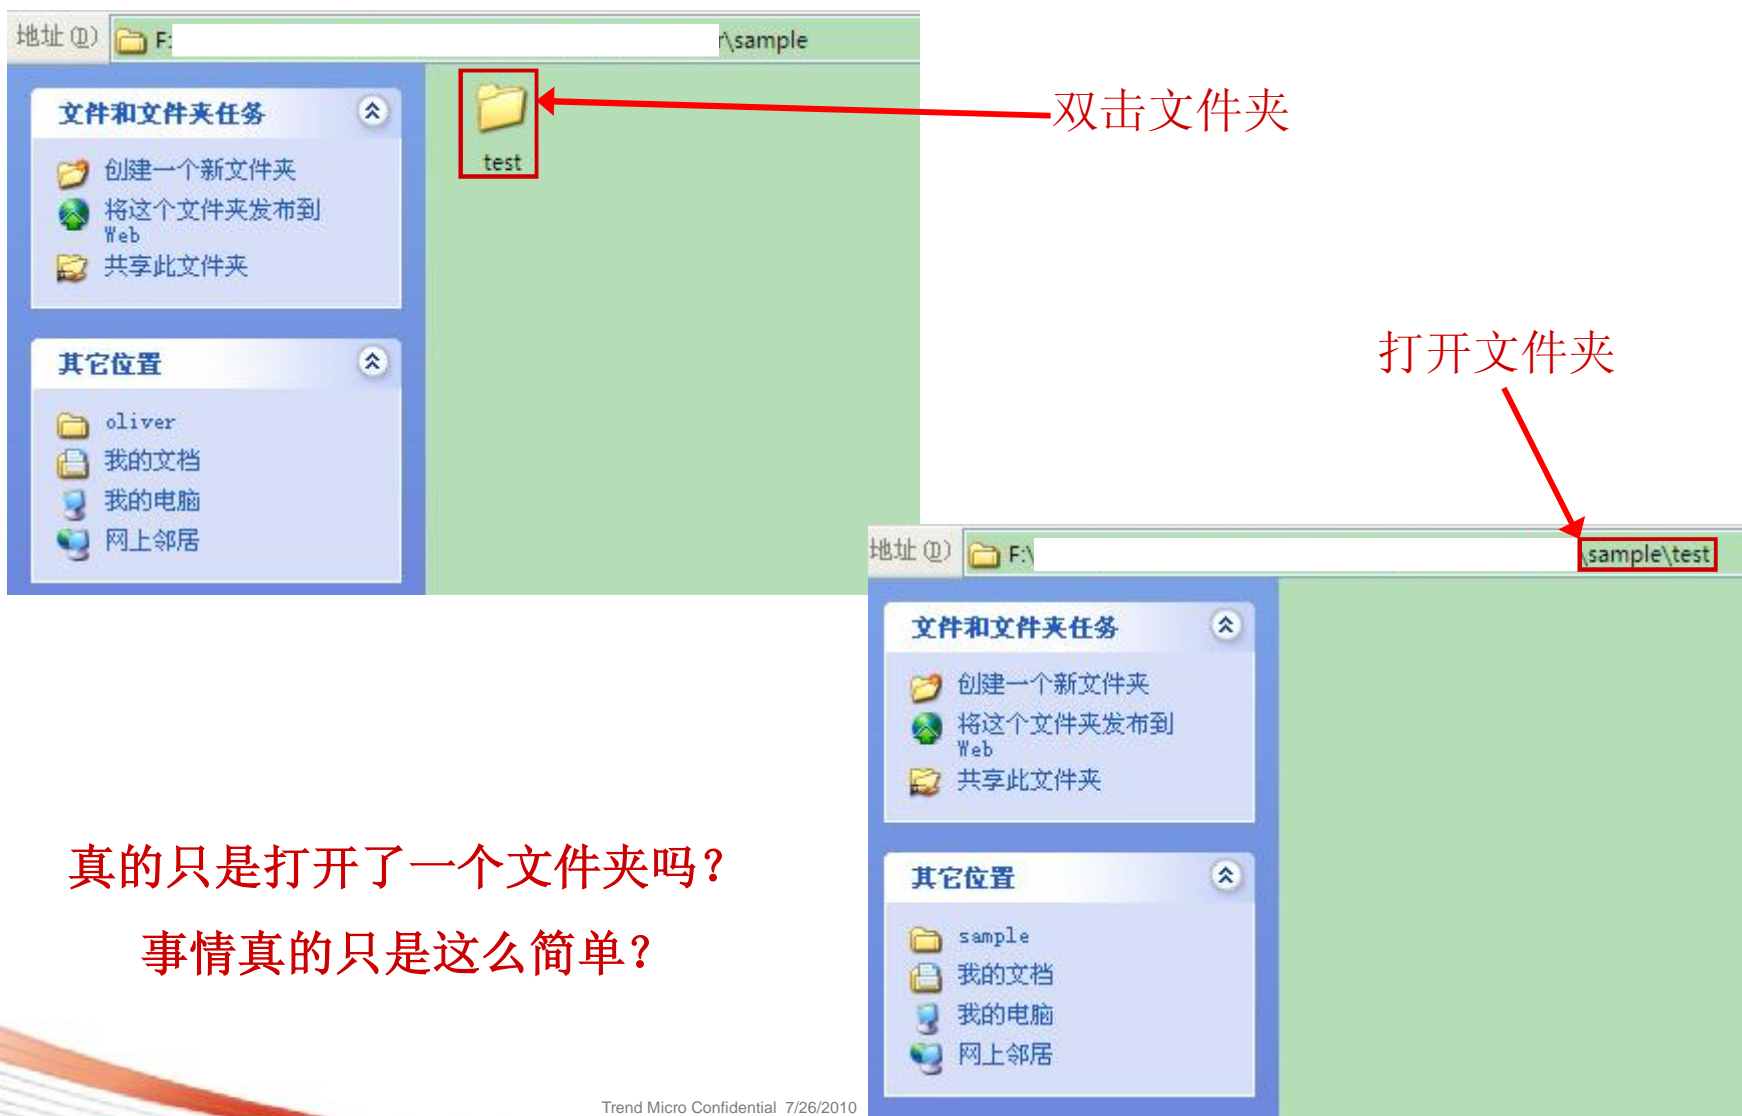 地址(D) F: r\sample
文件和文件夹任务
创建一个新文件夹
将这个文件夹发布到
Web
共享此文件夹
其它位置
oliver
我的文档
我的电脑
网上邻居
test
双击文件夹
打开文件夹
地址(D) F:\ \sample\test
文件和文件夹任务
创建一个新文件夹
将这个文件夹发布到
Web
共享此文件夹
其它位置
sample
我的文档
我的电脑
网上邻居
真的只是打开了一个文件夹吗？
事情真的只是这么简单？
Trend Micro Confidential 7/26/2010